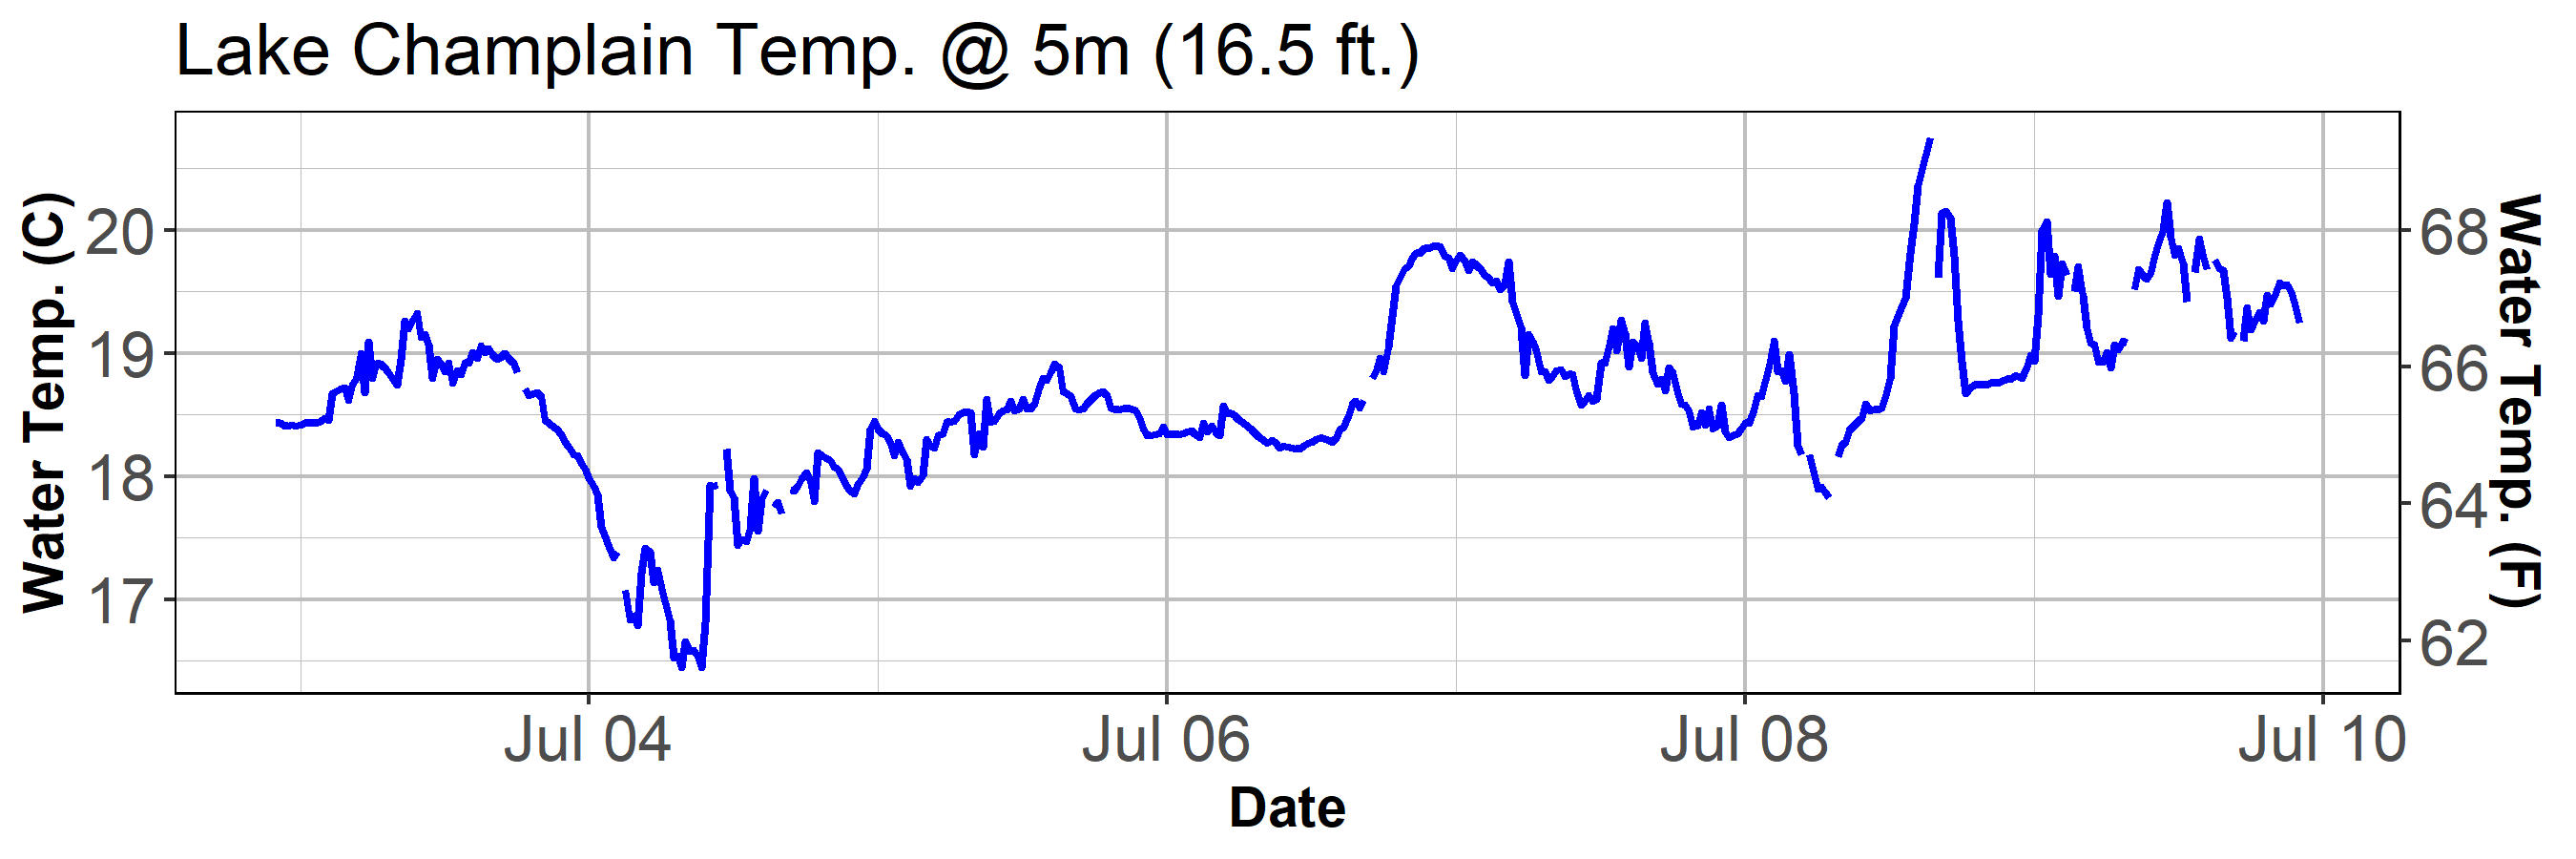 Lake Champlain Temp. @ 5m (16.5 ft.)
Water Temp. (C)
20
19
18
17
68
66
64
62
Water Temp. (F)
Jul 04
Jul 06
Jul 08
Jul 10
Date